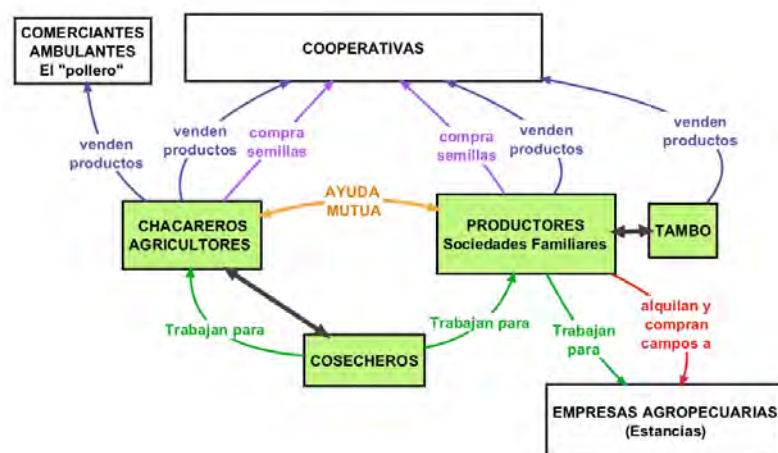 COMERCIANTES
AMBULANTES
El "pollero"
COOPERATIVAS
venden
productos
venden
productos
compra
semillas
compra
semillas
venden
productos
venden
productos
AYUDA
MUTUA
CHACAREROS
AGRICULTORES
PRODUCTORES
Sociedades Familiares
TAMBO
Trabajan para
COSECHEROS
Trabajan para
Trabajan
para
alquilan y
compran
campos a
EMPRESAS AGROPECUARIAS
(Estancias)